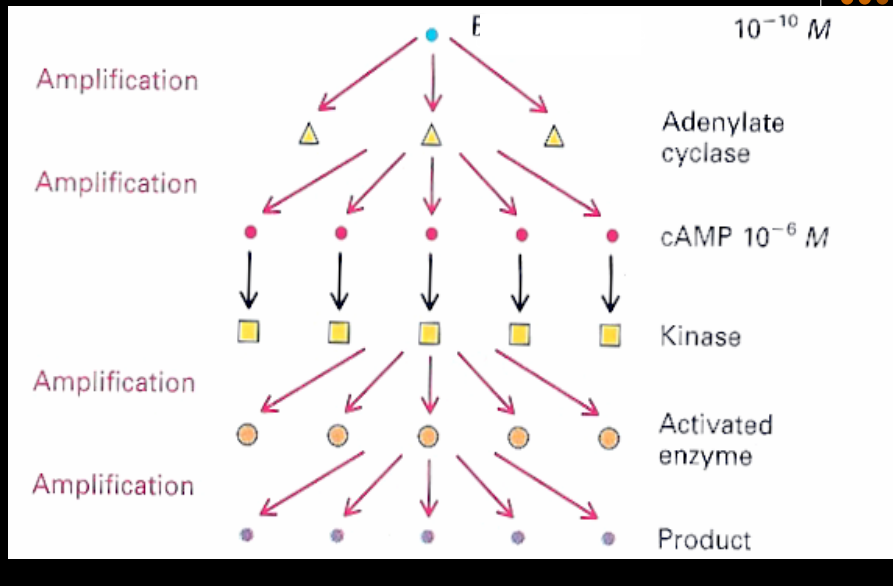 10⁻¹⁰ M
Amplification
Adenylate
cyclase
Amplification
cAMP 10⁻⁶ M
Kinase
Amplification
Activated
enzyme
Amplification
Product